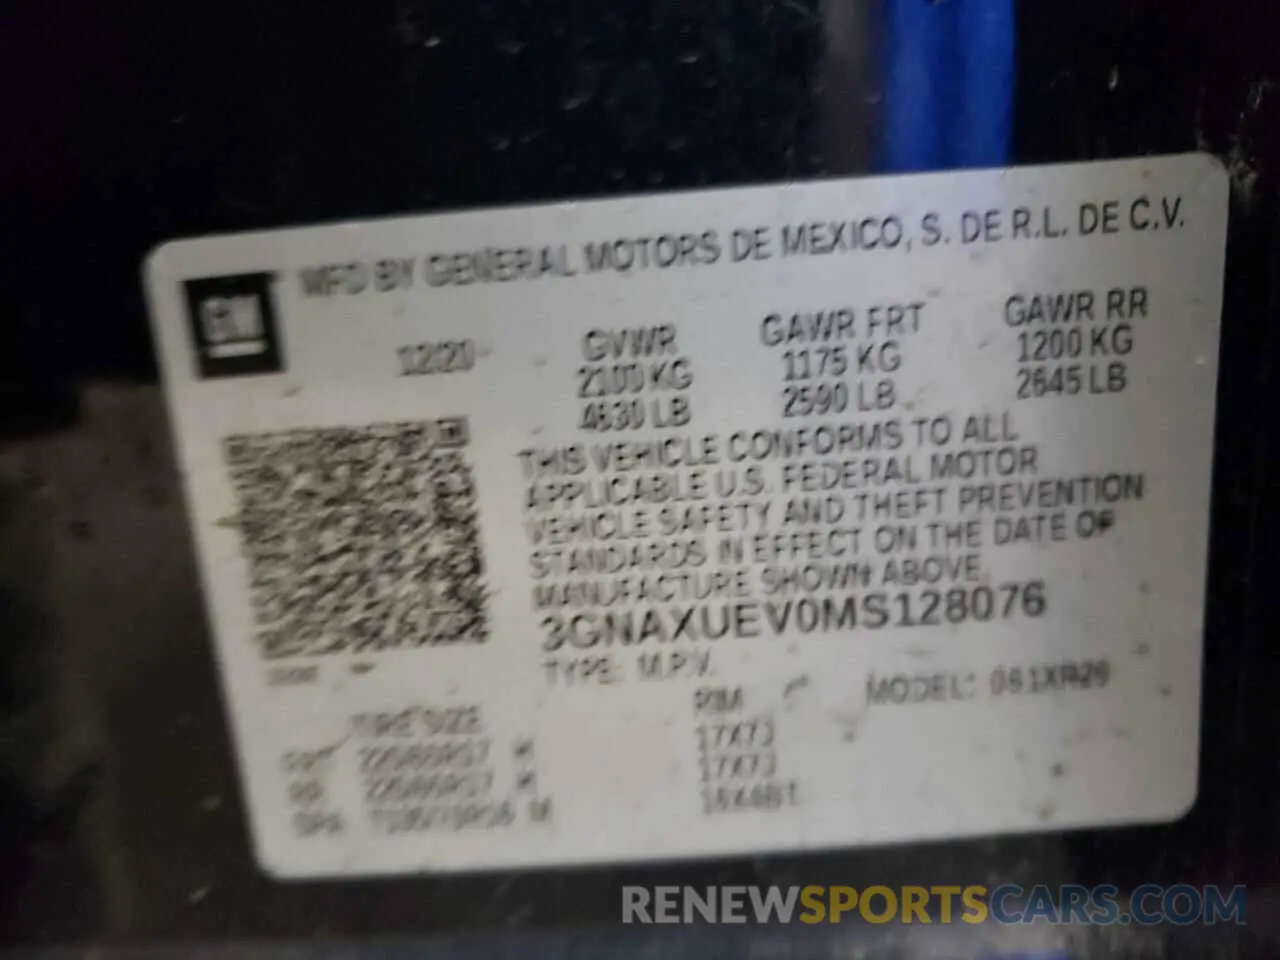 MFD BY GENERAL MOTORS DE MEXICO, S. DE R.L. DE C.V.
GM
12/20 GVWR GAWR FRT GAWR RR
2100 KG 1175 KG 1200 KG
4630 LB 2590 LB 2645 LB
THIS VEHICLE CONFORMS TO ALL
APPLICABLE U.S. FEDERAL MOTOR
VEHICLE SAFETY AND THEFT PREVENTION
STANDARDS IN EFFECT ON THE DATE OF
MANUFACTURE SHOWN ABOVE.
3GNAXUEV0MS128076
TYPE: M.P.V. MODEL:
TIRE SIZE RIM
FRT 17X7J
RR 17X7J
SPA
RENEWSPORTSCARS.COM